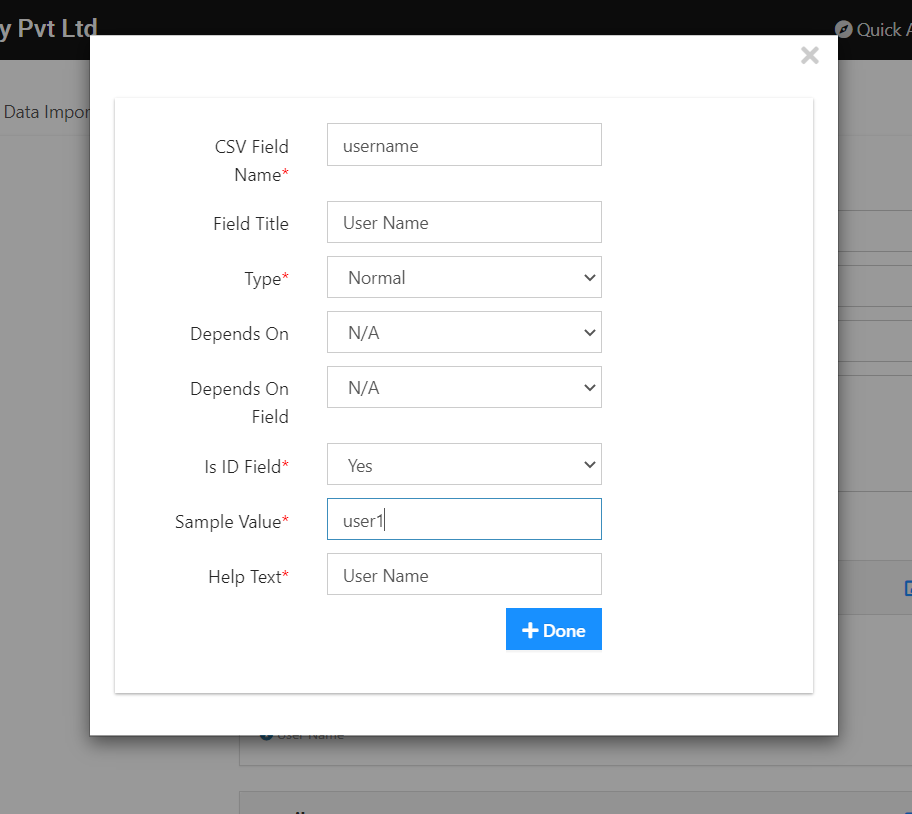 y Pvt Ltd
Quick A
Data Impor
CSV Field
Name*
username
Field Title
User Name
Type*
Normal
Depends On
N/A
Depends On
Field
N/A
Is ID Field*
Yes
Sample Value*
user1
Help Text*
User Name
Done
User Name